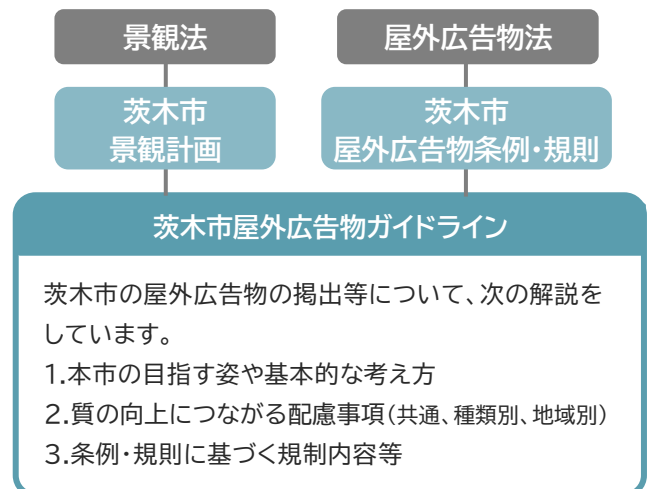 景観法
屋外広告物法
茨木市
景観計画
茨木市
屋外広告物条例・規則
茨木市屋外広告物ガイドライン
茨木市の屋外広告物の掲出等について、次の解説を
しています。
1.本市の目指す姿や基本的な考え方
2.質の向上につながる配慮事項(共通、種類別、地域別)
3.条例・規則に基づく規制内容等